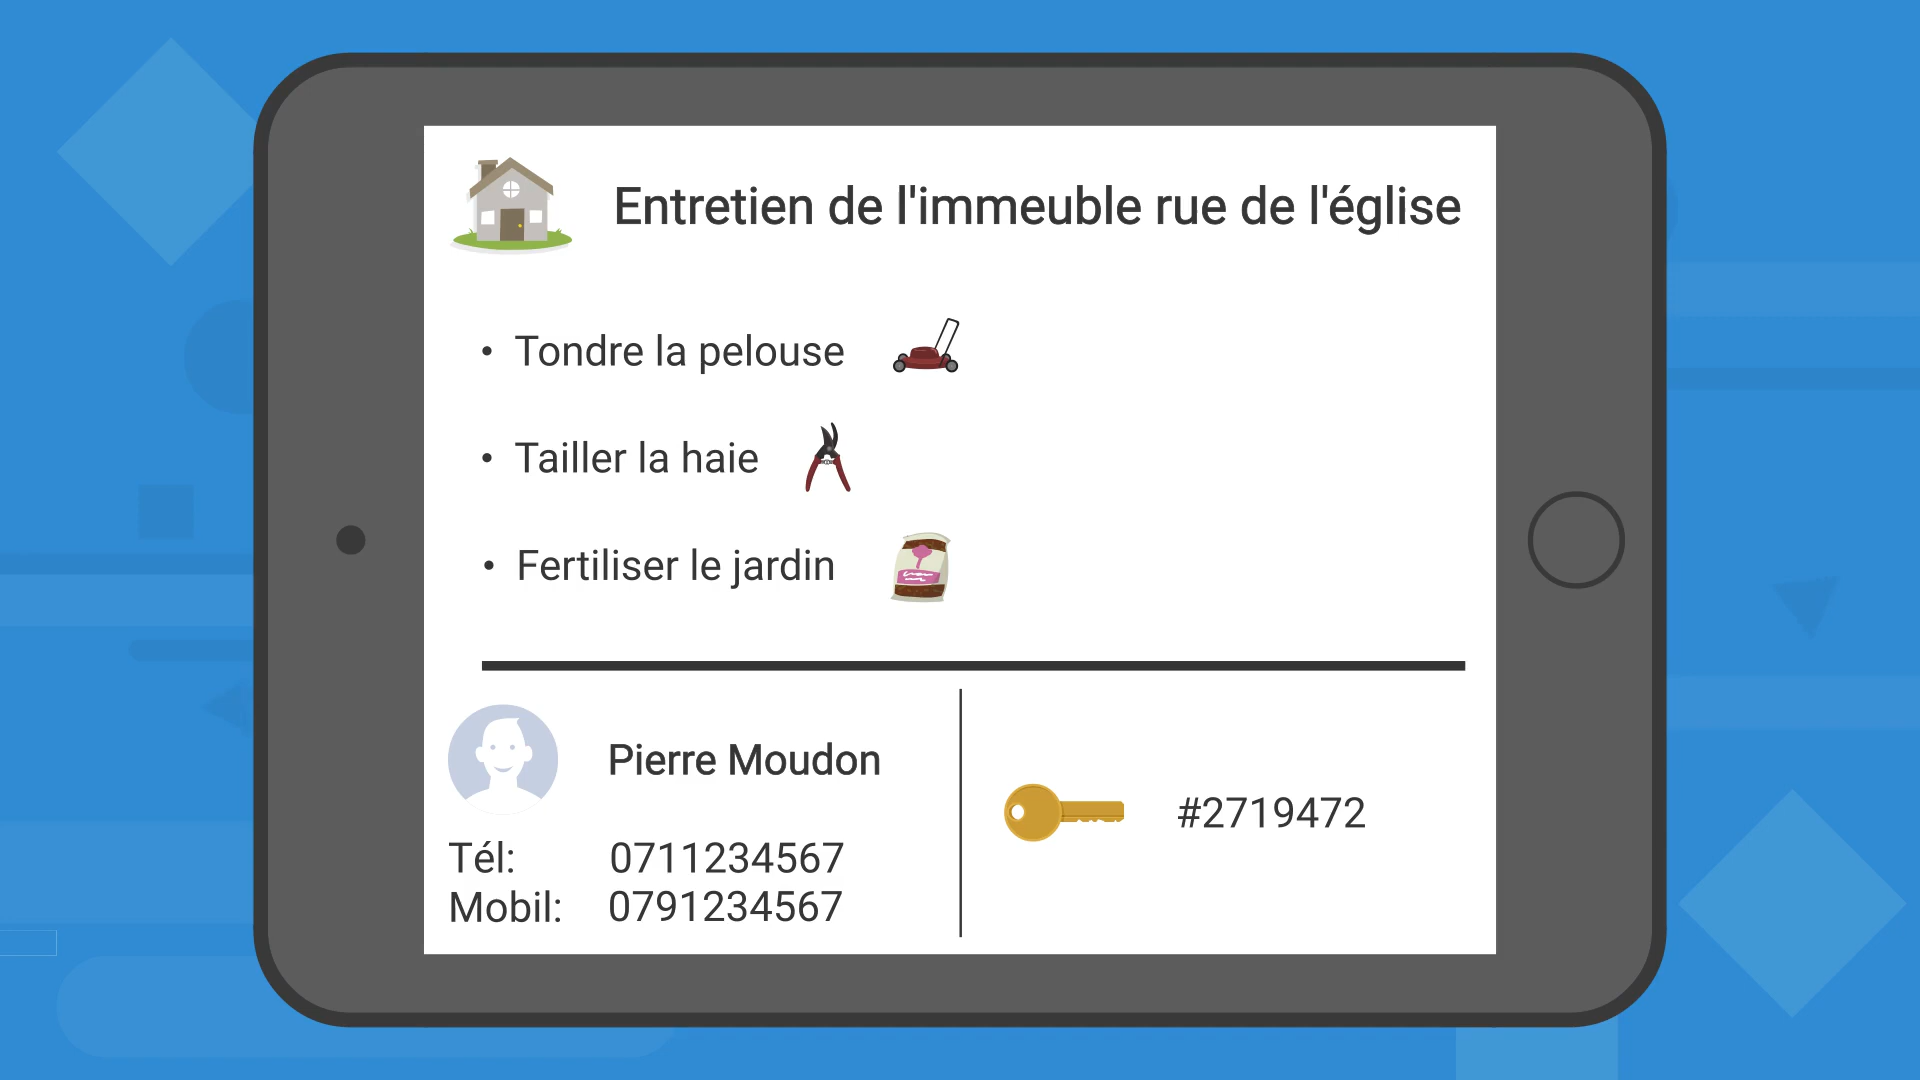 Entretien de l'immeuble rue de l'église
• Tondre la pelouse
• Tailler la haie
• Fertiliser le jardin
Pierre Moudon
Tél: 0711234567
Mobil: 0791234567
#2719472